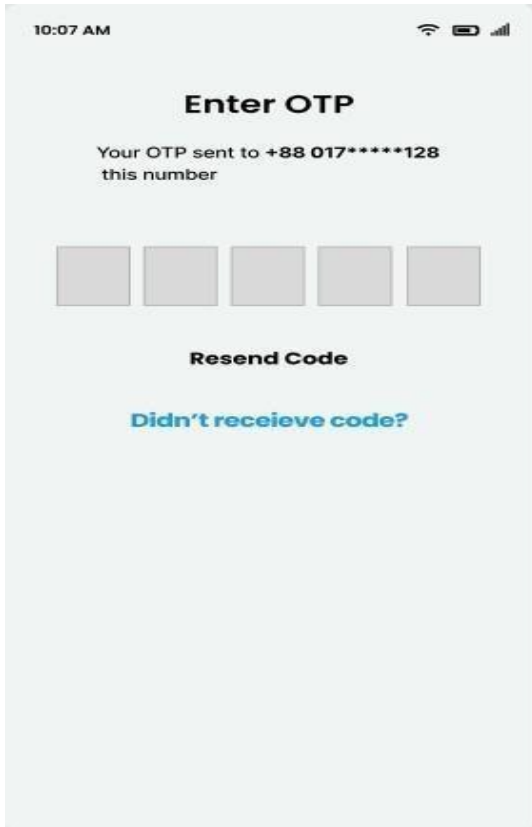 10:07 AM
Enter OTP
Your OTP sent to +88 017*****128
this number
Resend Code
Didn't receieve code?